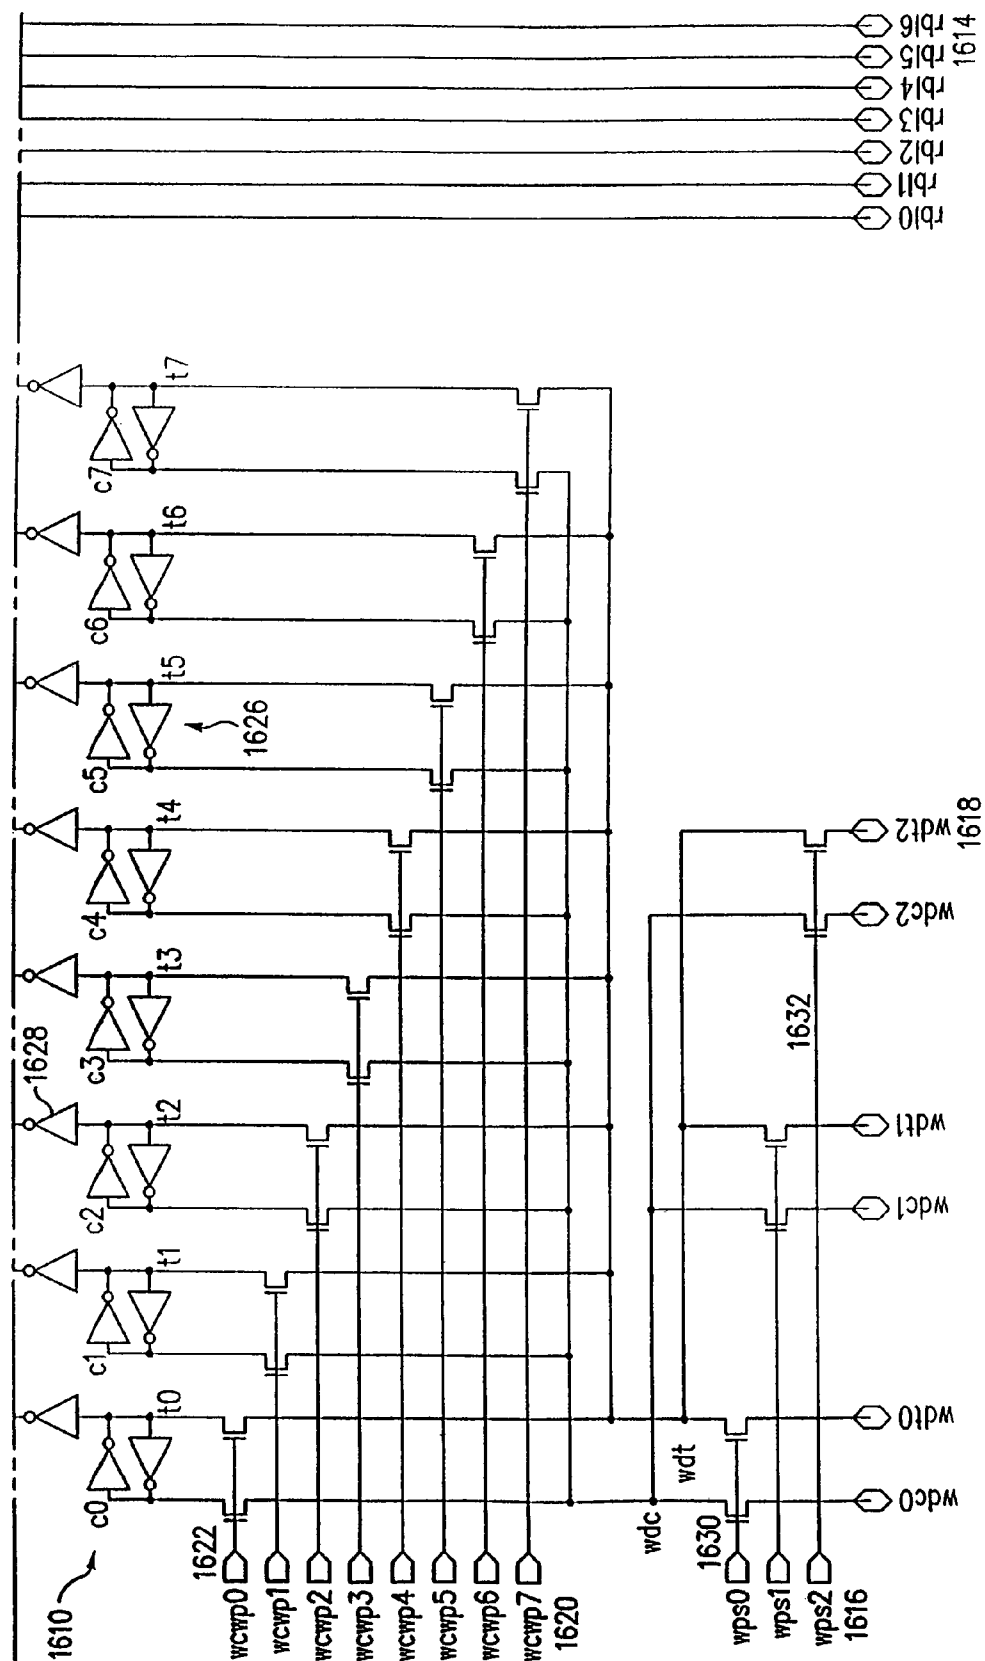 1610
c0
t0
c1
t1
c2
t2
1628
c3
t3
c4
t4
c5
t5
1626
c6
t6
c7
t7
1622
wcwp0
wcwp1
wcwp2
wcwp3
wcwp4
wcwp5
wcwp6
wcwp7
1620
wdc
wdt
1630
wps0
wps1
wps2
1616
1632
wdc0
wdt0
wdc1
wdt1
wdc2
wdt2
1618
rbl0
rbl1
rbl2
rbl3
rbl4
rbl5
rbl6
1614